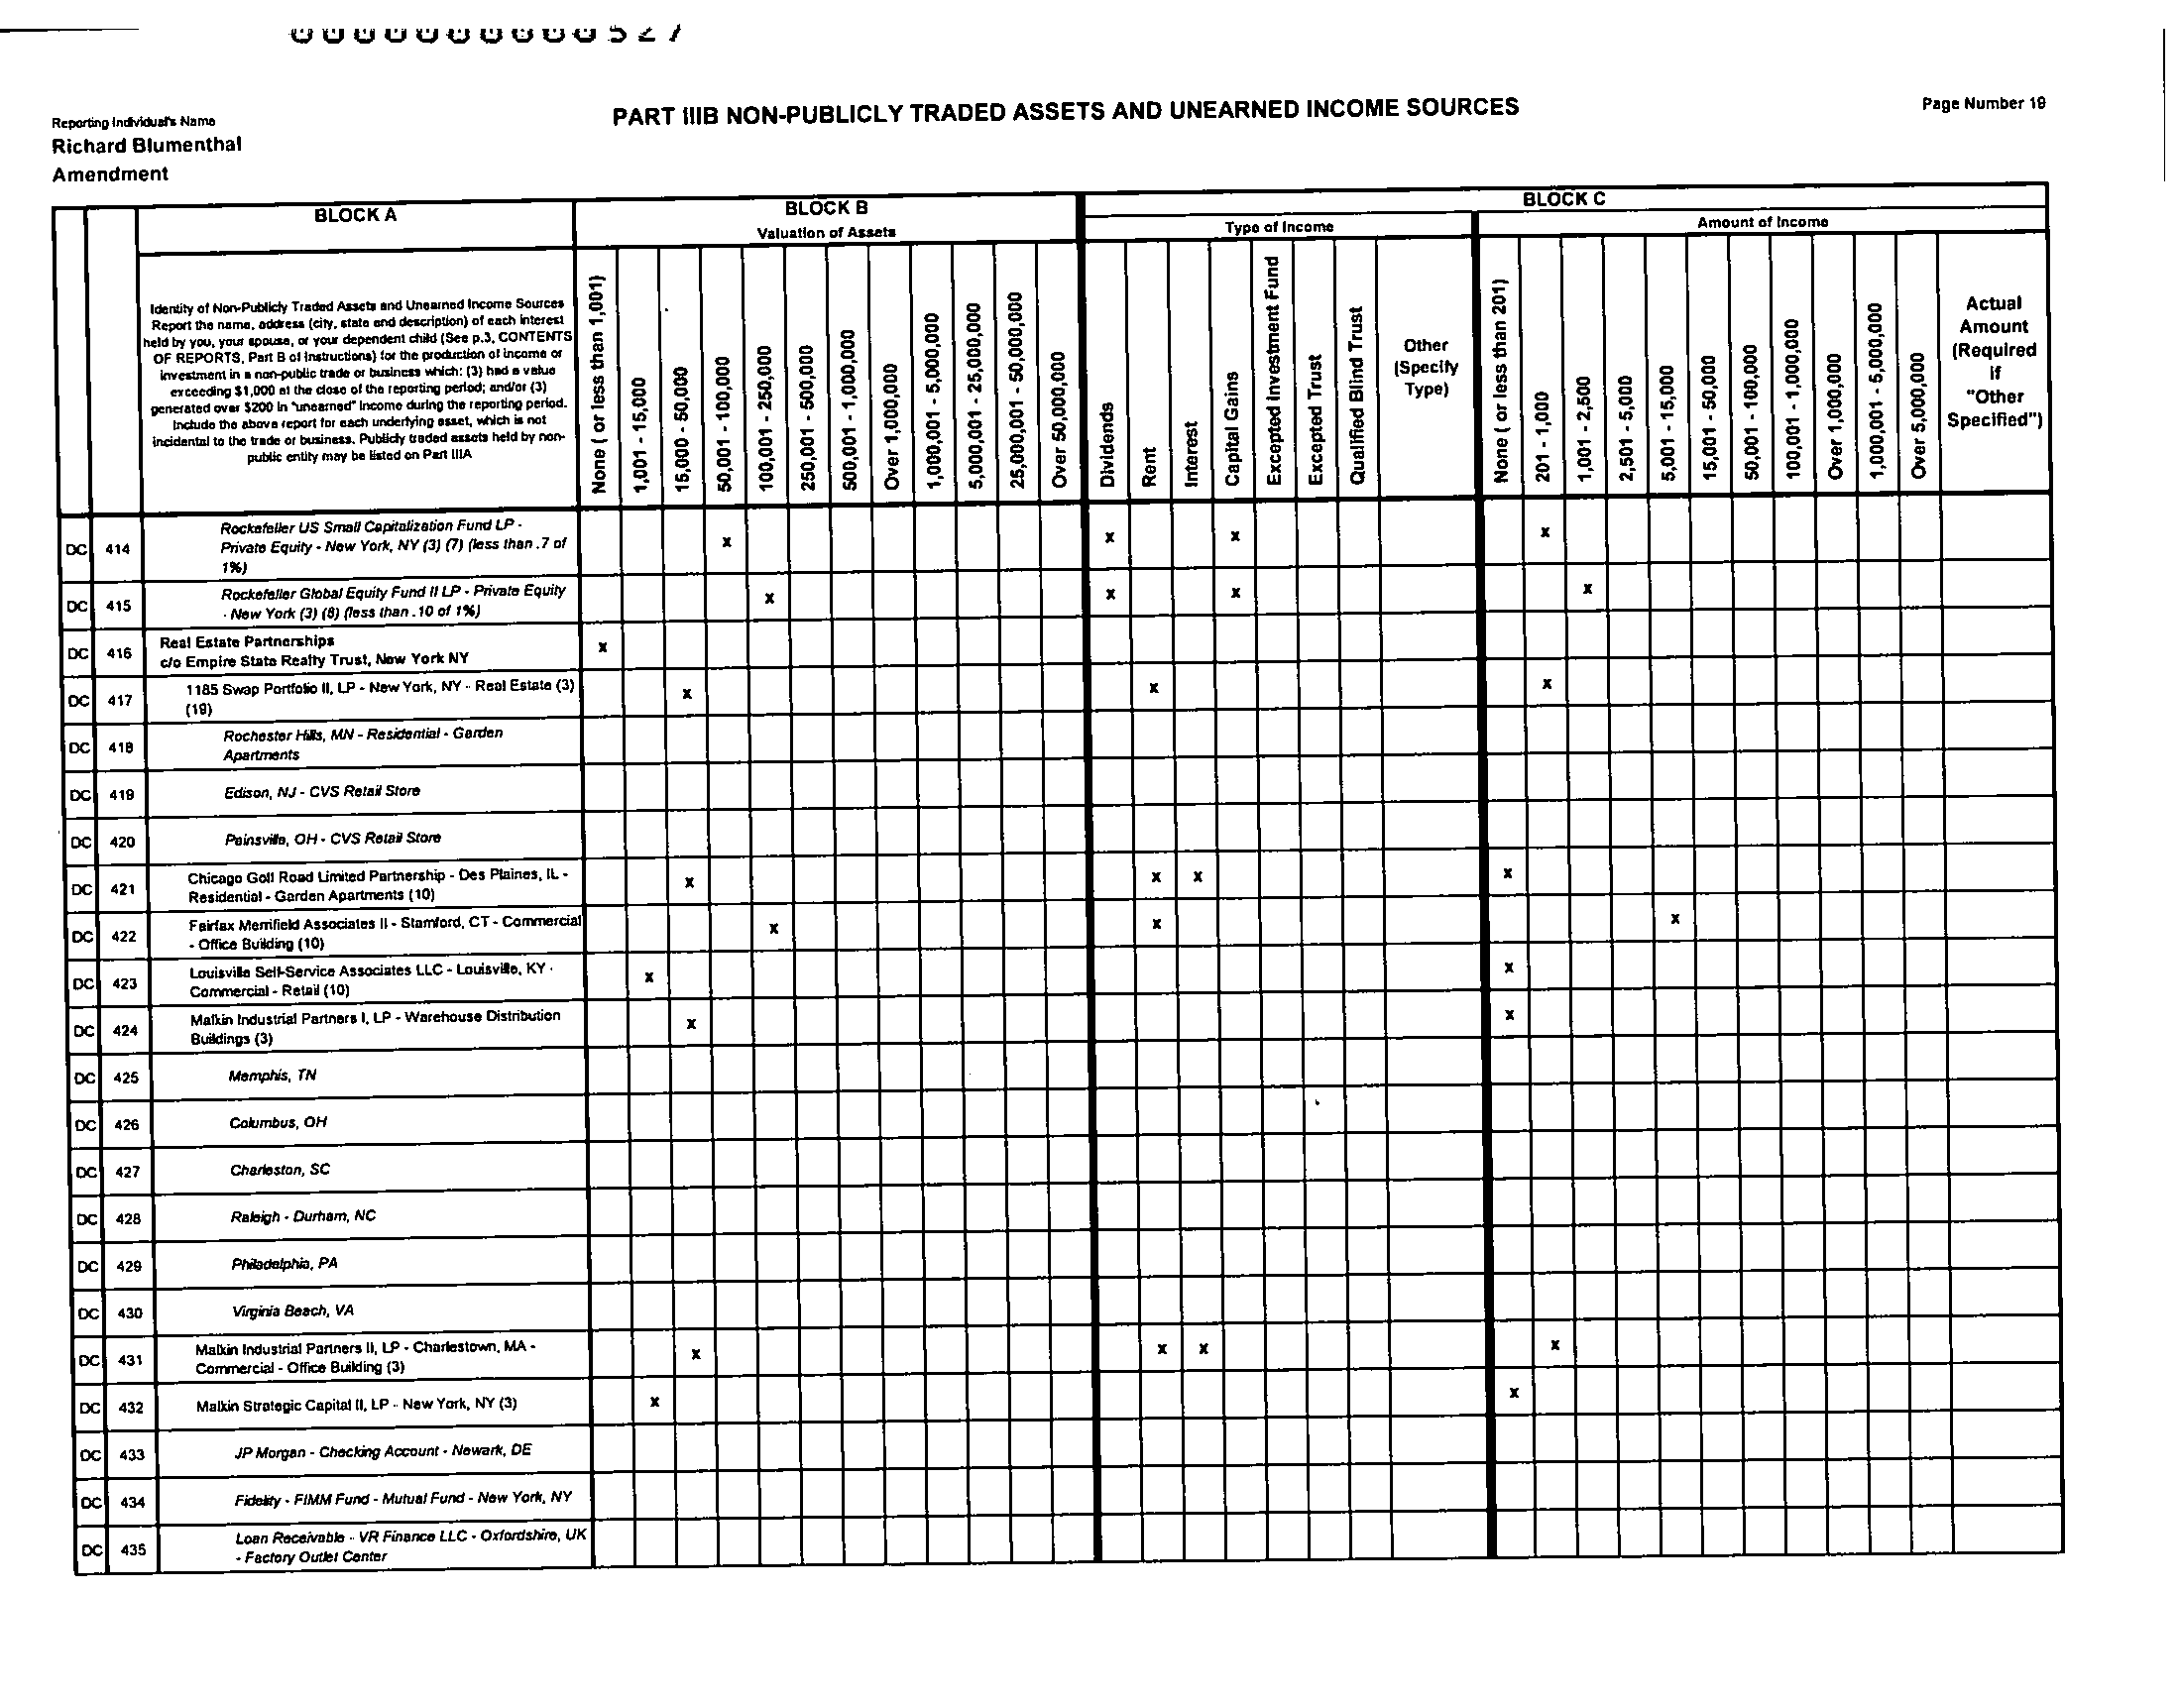 0000000000527
Reporting Individual's Name
Richard Blumenthal
Amendment
PART IIIB NON-PUBLICLY TRADED ASSETS AND UNEARNED INCOME SOURCES
Page Number 19
BLOCK A
BLOCK B
BLOCK C
Valuation of Assets
Type of Income
Amount of Income
Identity of Non-Publicly Traded Assets and Unearned Income Sources
Report the name, address (city, state and description) of each interest
held by you, your spouse, or your dependent child (See p.3, CONTENTS
OF REPORTS, Part B of Instructions) for the production of income or
investment in a non-public trade or business which: (3) had a value
exceeding $1,000 at the close of the reporting period; and/or (3)
generated over $200 in "unearned" income during the reporting period.
Include the above report for each underlying asset, which is not
incidental to the trade or business. Publicly traded assets held by non-
public entity may be listed on Part IIIA
None ( or less than 1,001)
1,001 - 15,000
15,000 - 50,000
50,001 - 100,000
100,001 - 250,000
250,001 - 500,000
500,001 - 1,000,000
Over 1,000,000
1,000,001 - 5,000,000
5,000,001 - 25,000,000
25,000,001 - 50,000,000
Over 50,000,000
Dividends
Rent
Interest
Capital Gains
Excepted Investment Fund
Excepted Trust
Qualified Blind Trust
Other
(Specify
Type)
None ( or less than 201)
201 - 1,000
1,001 - 2,500
2,501 - 5,000
5,001 - 15,000
15,001 - 50,000
50,001 - 100,000
100,001 - 1,000,000
Over 1,000,000
1,000,001 - 5,000,000
Over 5,000,000
Actual
Amount
(Required
if
"Other
Specified")
Rockefeller US Small Capitalization Fund LP -
DC 414 Private Equity - New York, NY (3) (7) (less than .7 of x x x x
1%)
Rockefeller Global Equity Fund II LP - Private Equity
DC 415 - New York (3) (8) (less than .10 of 1%) x x x x
Real Estate Partnerships
DC 416 c/o Empire State Realty Trust, New York NY x
1185 Swap Portfolio II, LP - New York, NY - Real Estate (3)
DC 417 (19) x x x
Rochester Hills, MN - Residential - Garden
DC 418 Apartments
DC 419 Edison, NJ - CVS Retail Store
DC 420 Painsville, OH - CVS Retail Store
Chicago Golf Road Limited Partnership - Des Plaines, IL -
DC 421 Residential - Garden Apartments (10) x x x x
Fairfax Merrifield Associates II - Stamford, CT - Commercial
DC 422 - Office Building (10) x x x
Louisville Self-Service Associates LLC - Louisville, KY -
DC 423 Commercial - Retail (10) x x
Malkin Industrial Partners I, LP - Warehouse Distribution
DC 424 Buildings (3) x x
DC 425 Memphis, TN
DC 426 Columbus, OH
DC 427 Charleston, SC
DC 428 Raleigh - Durham, NC
DC 429 Philadelphia, PA
DC 430 Virginia Beach, VA
Malkin Industrial Partners II, LP - Charlestown, MA -
DC 431 Commercial - Office Building (3) x x x x
DC 432 Malkin Strategic Capital II, LP - New York, NY (3) x x
DC 433 JP Morgan - Checking Account - Newark, DE
DC 434 Fidelity - FIMM Fund - Mutual Fund - New York, NY
Loan Receivable - VR Finance LLC - Oxfordshire, UK
DC 435 - Factory Outlet Center